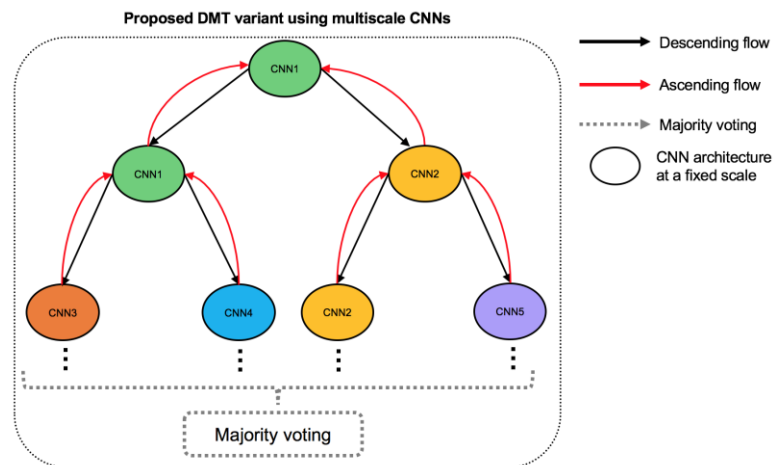 Proposed DMT variant using multiscale CNNs
CNN1
CNN1
CNN2
CNN3
CNN4
CNN2
CNN5
Majority voting
Descending flow
Ascending flow
Majority voting
CNN architecture
at a fixed scale